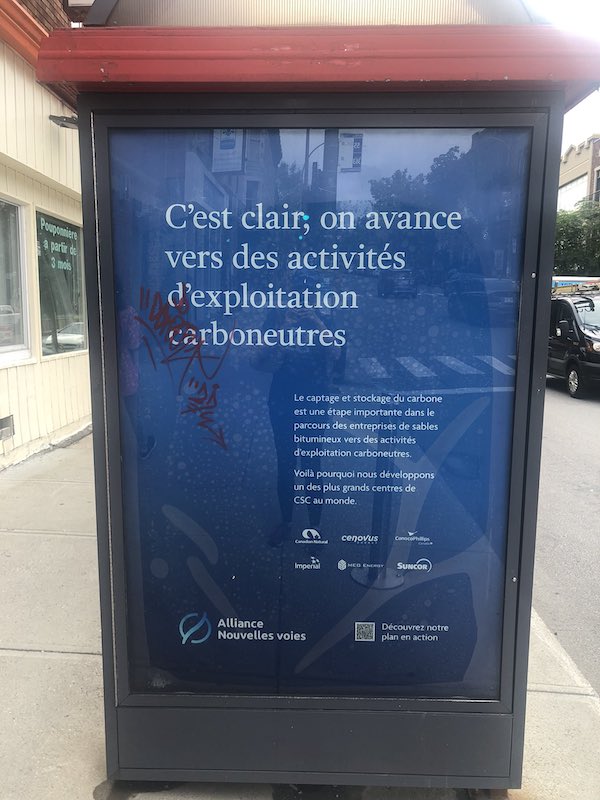 C'est clair, on avance
vers des activités
d'exploitation
carboneutres
Le captage et stockage du carbone
est une étape importante dans le
parcours des entreprises de sables
bitumineux vers des activités
d'exploitation carboneutres.
Voilà pourquoi nous développons
un des plus grands centres de
CSC au monde.
Canadian Natural
cenovus
ENERGY
ConocoPhillips
Canada
Imperial
MEG ENERGY
SUNCOR
Alliance
Nouvelles voies
Découvrez notre
plan en action
Pouponnière
à partir de
3 mois